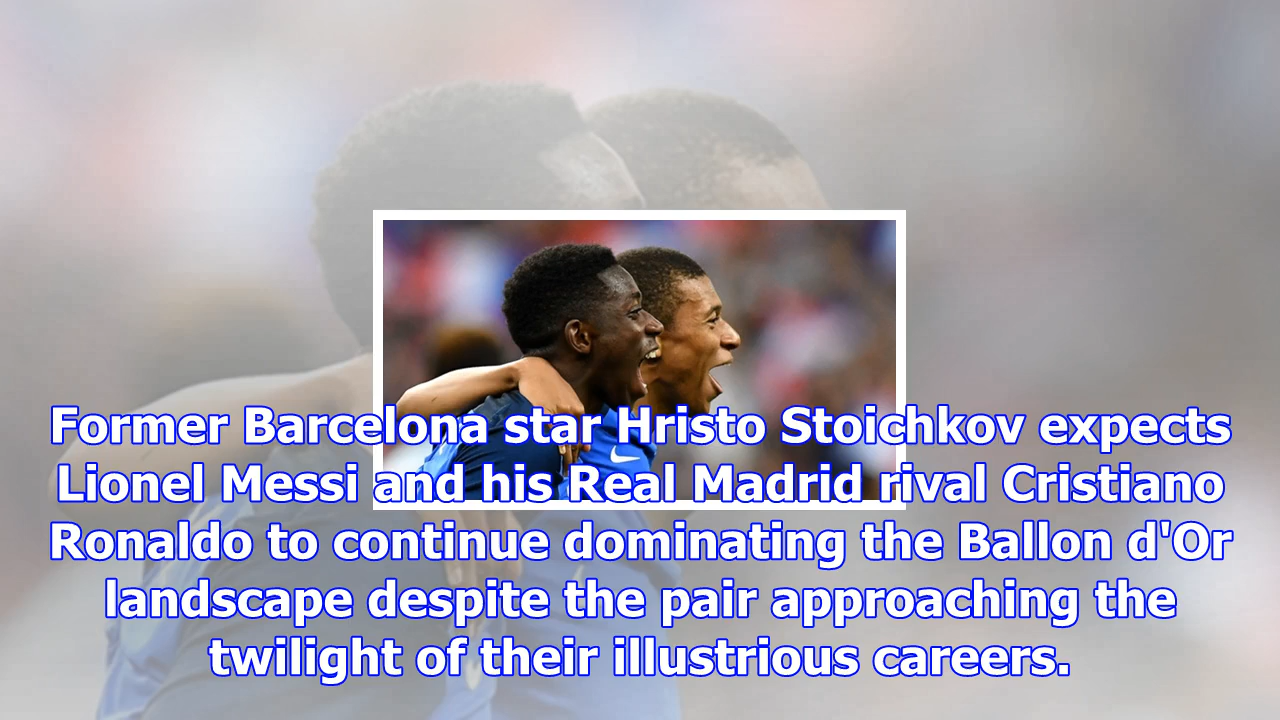 Former Barcelona star Hristo Stoichkov expects
Lionel Messi and his Real Madrid rival Cristiano
Ronaldo to continue dominating the Ballon d'Or
landscape despite the pair approaching the
twilight of their illustrious careers.